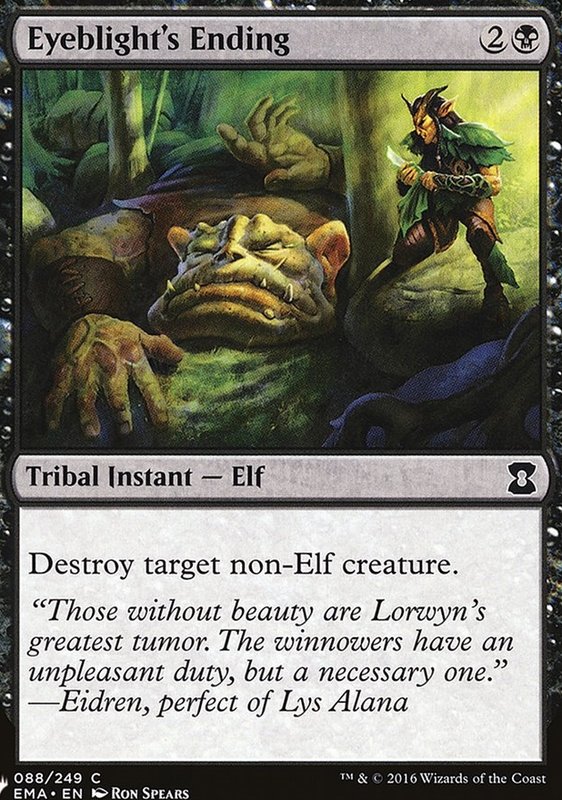 Eyeblight's Ending 2
Tribal Instant — Elf
Destroy target non-Elf creature.
“Those without beauty are Lorwyn’s
greatest tumor. The winnowers have an
unpleasant duty, but a necessary one.”
—Eidren, perfect of Lys Alana
088/249 C
EMA • EN Ron Spears
™ & © 2016 Wizards of the Coast